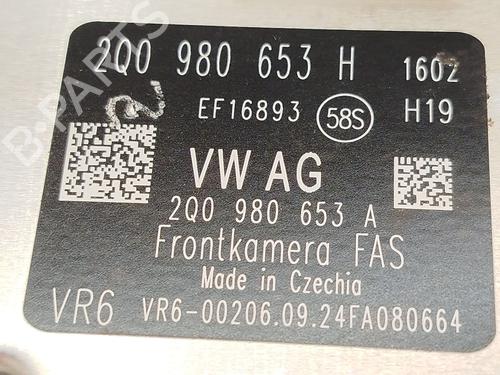 2Q0 980 653 H 1602
EF16893 58S H19
VW AG
2Q0 980 653 A
Frontkamera FAS
Made in Czechia
VR6 VR6-00206.09.24FA080664
B-PARTS